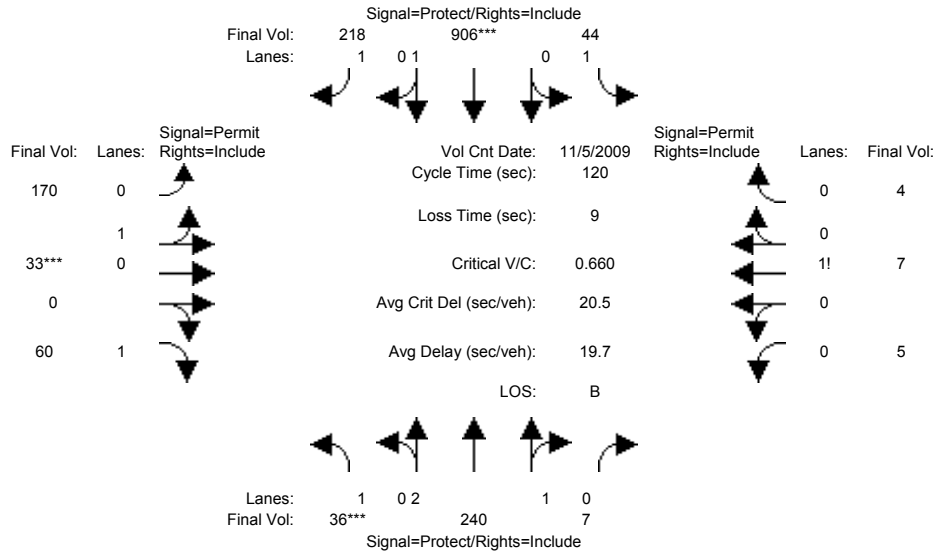 Signal=Protect/Rights=Include
Final Vol: 218 906*** 44
Lanes: 1 0 1 0 1
Signal=Permit
Final Vol: Lanes: Rights=Include
Vol Cnt Date: 11/5/2009
Signal=Permit
Rights=Include Lanes: Final Vol:
Cycle Time (sec): 120
170 0
0 4
Loss Time (sec): 9
1
0
33*** 0
Critical V/C: 0.660
1! 7
0 1
Avg Crit Del (sec/veh): 20.5
0
60 1
Avg Delay (sec/veh): 19.7
0 5
LOS: B
Lanes: 1 0 2 1 0
Final Vol: 36*** 240 7
Signal=Protect/Rights=Include